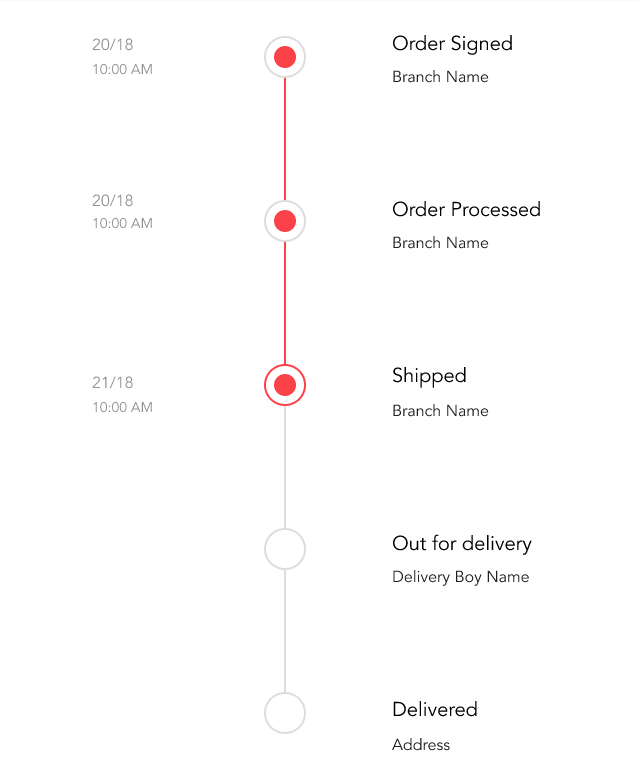 20/18
10:00 AM
Order Signed
Branch Name
20/18
10:00 AM
Order Processed
Branch Name
21/18
10:00 AM
Shipped
Branch Name
Out for delivery
Delivery Boy Name
Delivered
Address